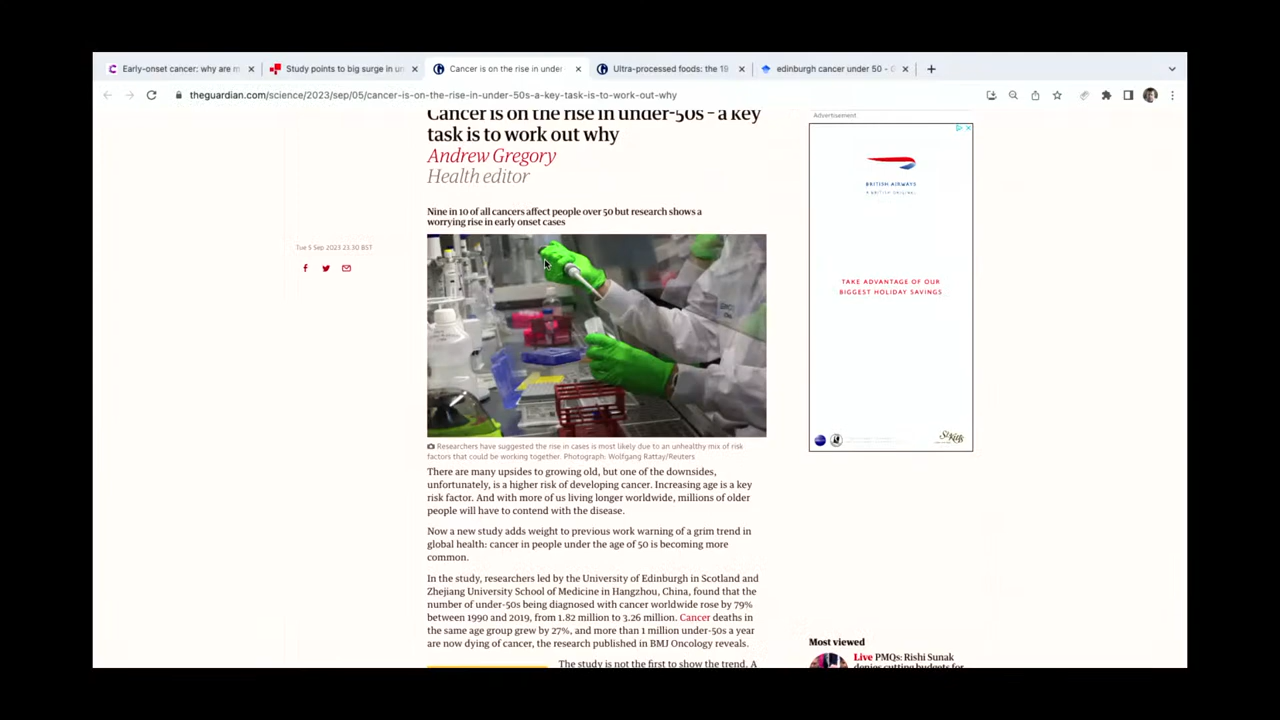 Early-onset cancer: why are m
Study points to big surge in un
Cancer is on the rise in under
Ultra-processed foods: the 19
edinburgh cancer under 50 - G
theguardian.com/science/2023/sep/05/cancer-is-on-the-rise-in-under-50s-a-key-task-is-to-work-out-why
Cancer is on the rise in under-50s – a key
task is to work out why
Andrew Gregory
Health editor
Nine in 10 of all cancers affect people over 50 but research shows a
worrying rise in early onset cases
Tue 5 Sep 2023 23.30 BST
Researchers have suggested the rise in cases is most likely due to an unhealthy mix of risk
factors that could be working together. Photograph: Wolfgang Rattay/Reuters
There are many upsides to growing old, but one of the downsides,
unfortunately, is a higher risk of developing cancer. Increasing age is a key
risk factor. And with more of us living longer worldwide, millions of older
people will have to contend with the disease.
Now a new study adds weight to previous work warning of a grim trend in
global health: cancer in people under the age of 50 is becoming more
common.
In the study, researchers led by the University of Edinburgh in Scotland and
Zhejiang University School of Medicine in Hangzhou, China, found that the
number of under-50s being diagnosed with cancer worldwide rose by 79%
between 1990 and 2019, from 1.82 million to 3.26 million. Cancer deaths in
the same age group grew by 27%, and more than 1 million under-50s a year
are now dying of cancer, the research published in BMJ Oncology reveals.
The study is not the first to show the trend. A
Advertisement
BRITISH AIRWAYS
A BRITISH ORIGINAL
TAKE ADVANTAGE OF OUR
BIGGEST HOLIDAY SAVINGS
St Kitts
Most viewed
Live PMQs: Rishi Sunak
denies cutting budgets for